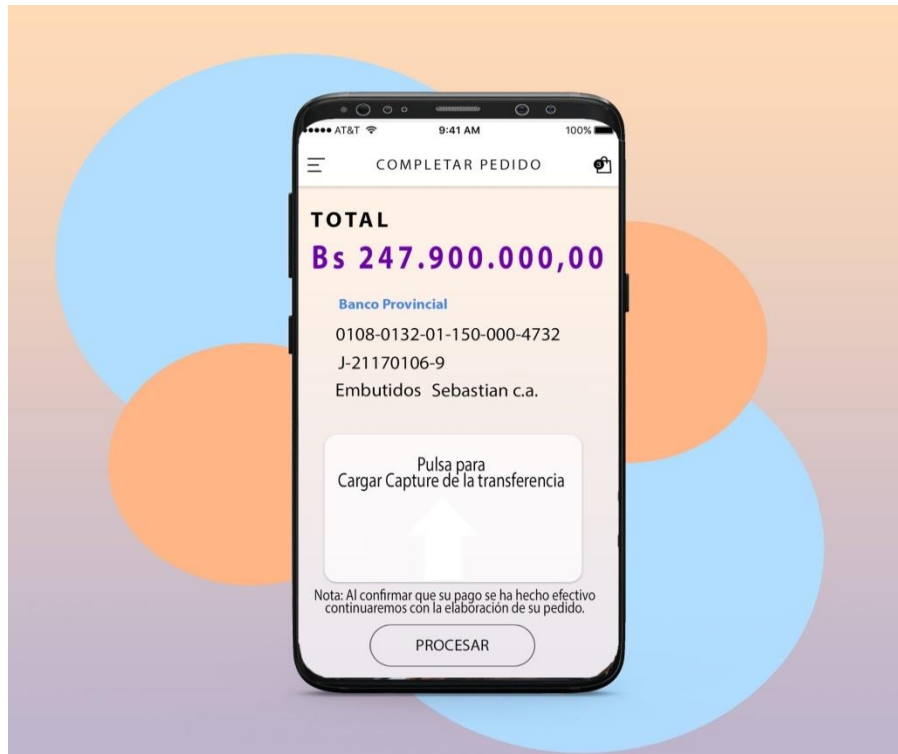 AT&T 9:41 AM 100%
COMPLETAR PEDIDO 3
TOTAL
Bs 247.900.000,00
Banco Provincial
0108-0132-01-150-000-4732
J-21170106-9
Embutidos Sebastian c.a.
Pulsa para
Cargar Capture de la transferencia
Nota: Al confirmar que su pago se ha hecho efectivo
continuaremos con la elaboración de su pedido.
PROCESAR